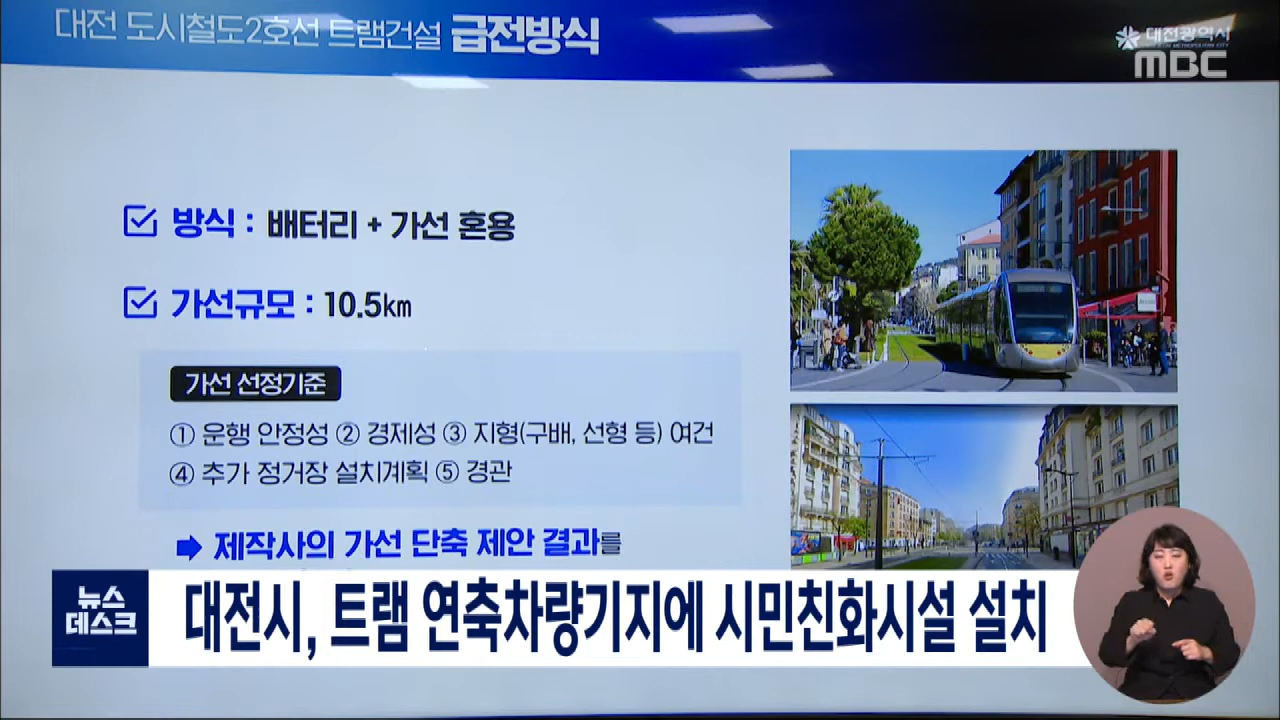 대전 도시철도2호선 트램건설 급전방식
대전광역시
MBC
방식 : 배터리 + 가선 혼용
가선규모 : 10.5km
가선 선정기준
① 운행 안정성 ② 경제성 ③ 지형(구배, 선형 등) 여건
④ 추가 정거장 설치계획 ⑤ 경관
➡ 제작사의 가선 단축 제안 결과를
뉴스
데스크
대전시, 트램 연축차량기지에 시민친화시설 설치